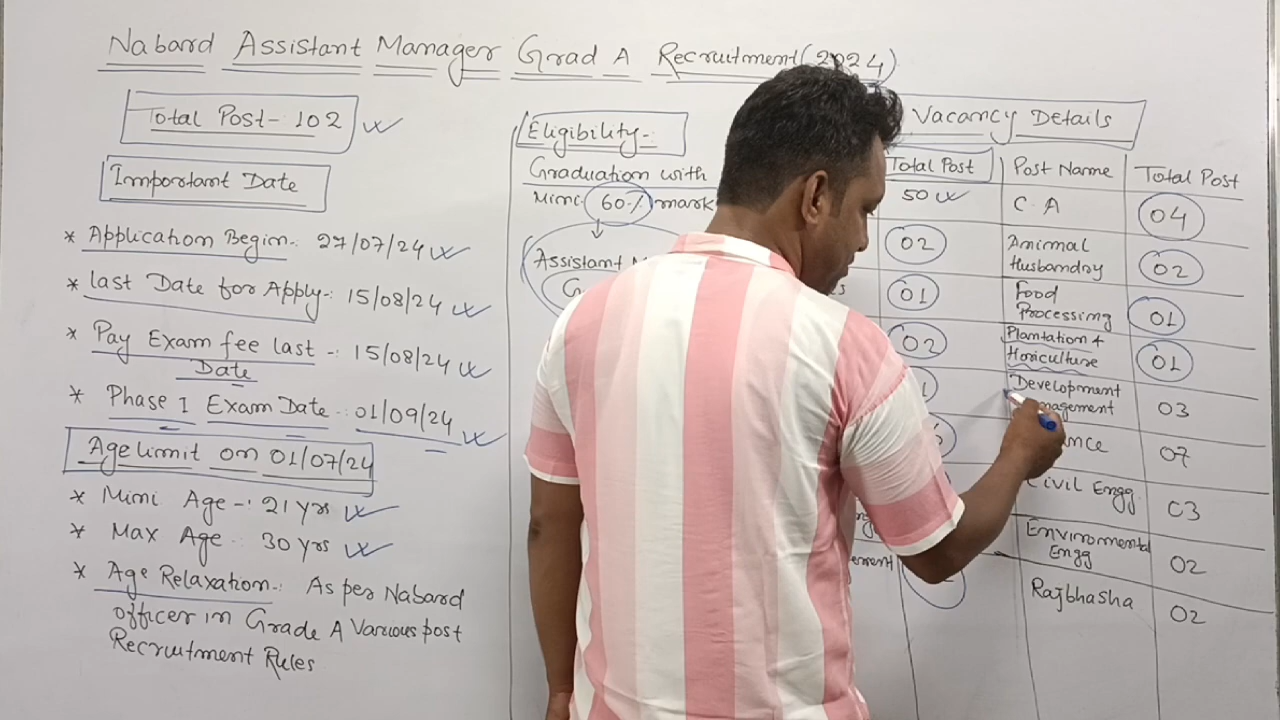 Nabard Assistant Manager Grad A Recruitment (2024)
Total Post- 102
Important Date
* Application Begin-: 27/07/24
* last Date for Apply-: 15/08/24
* Pay Exam fee last -: 15/08/24
Date
* Phase 1 Exam Date -: 01/09/24
Age limit on 01/07/24
* Mini Age -: 21 yrs
* Max Age -: 30 yrs
* Age Relaxation-: As per Nabard
officer in Grade A Various post
Recruitment Rules
Eligibility-:
Graduation with
Mini. 60% mark
Assistant
Vacancy Details
Total Post Post Name Total Post
50 C.A 04
02 Animal
Husbandry 02
01 Food
Processing 01
02 Plantation +
Horiculture 01
Development
03
07
Civil Engg. 03
Environmental
Engg 02
Rajbhasha 02